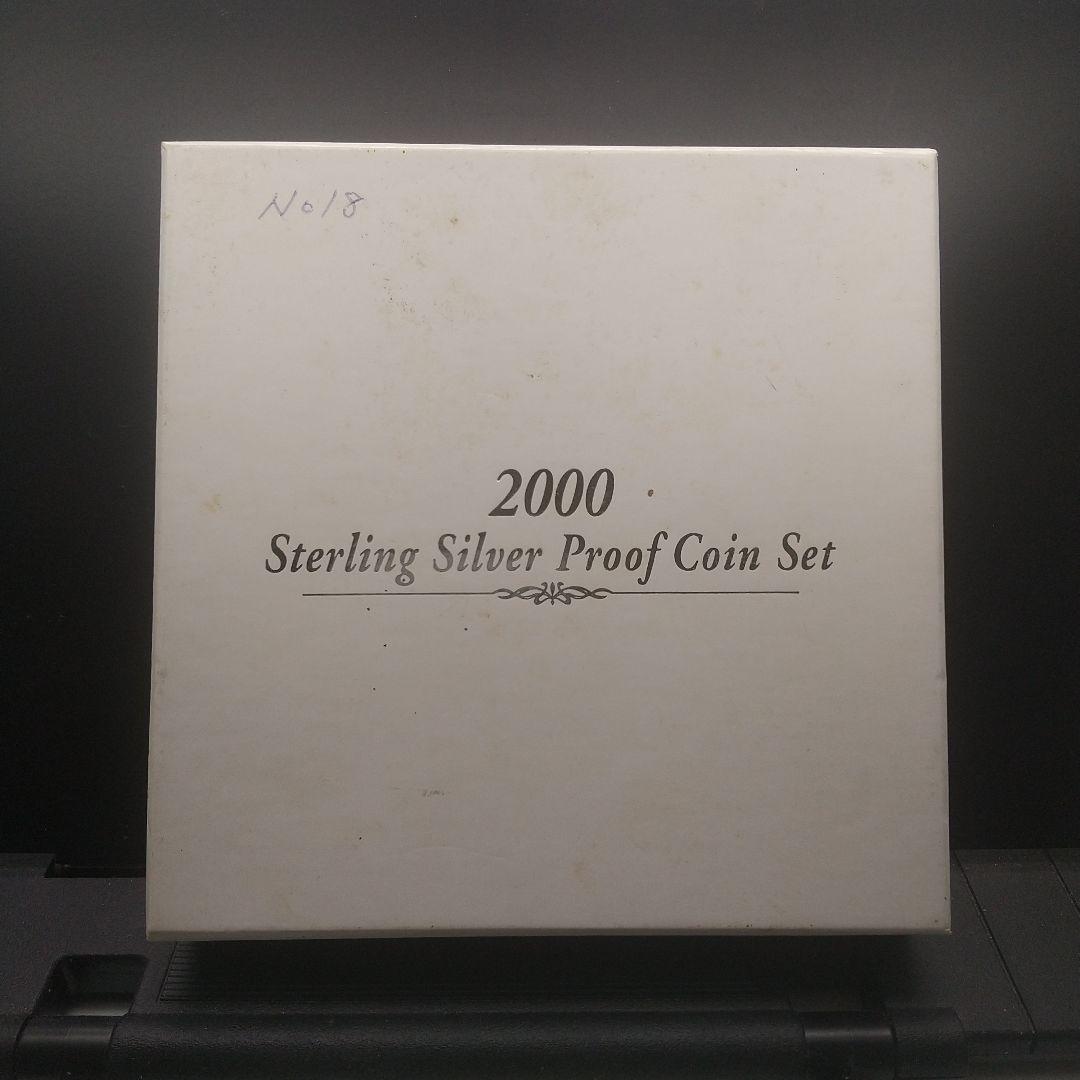 No18
2000
Sterling Silver Proof Coin Set